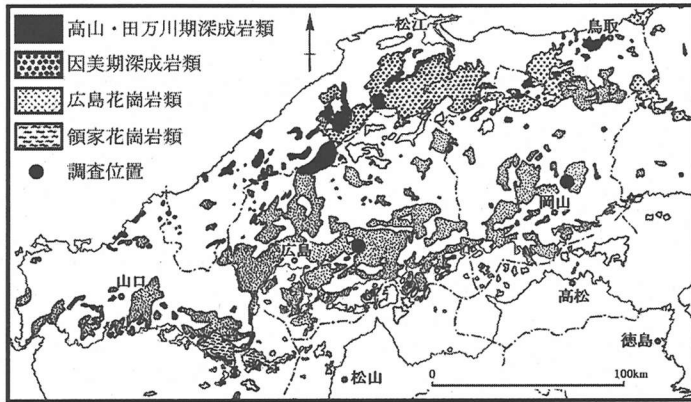 高山・田万川期深成岩類
因美期深成岩類
広島花崗岩類
領家花崗岩類
調査位置
松江
鳥取
岡山
広島
山口
高松
徳島
松山
0
100km